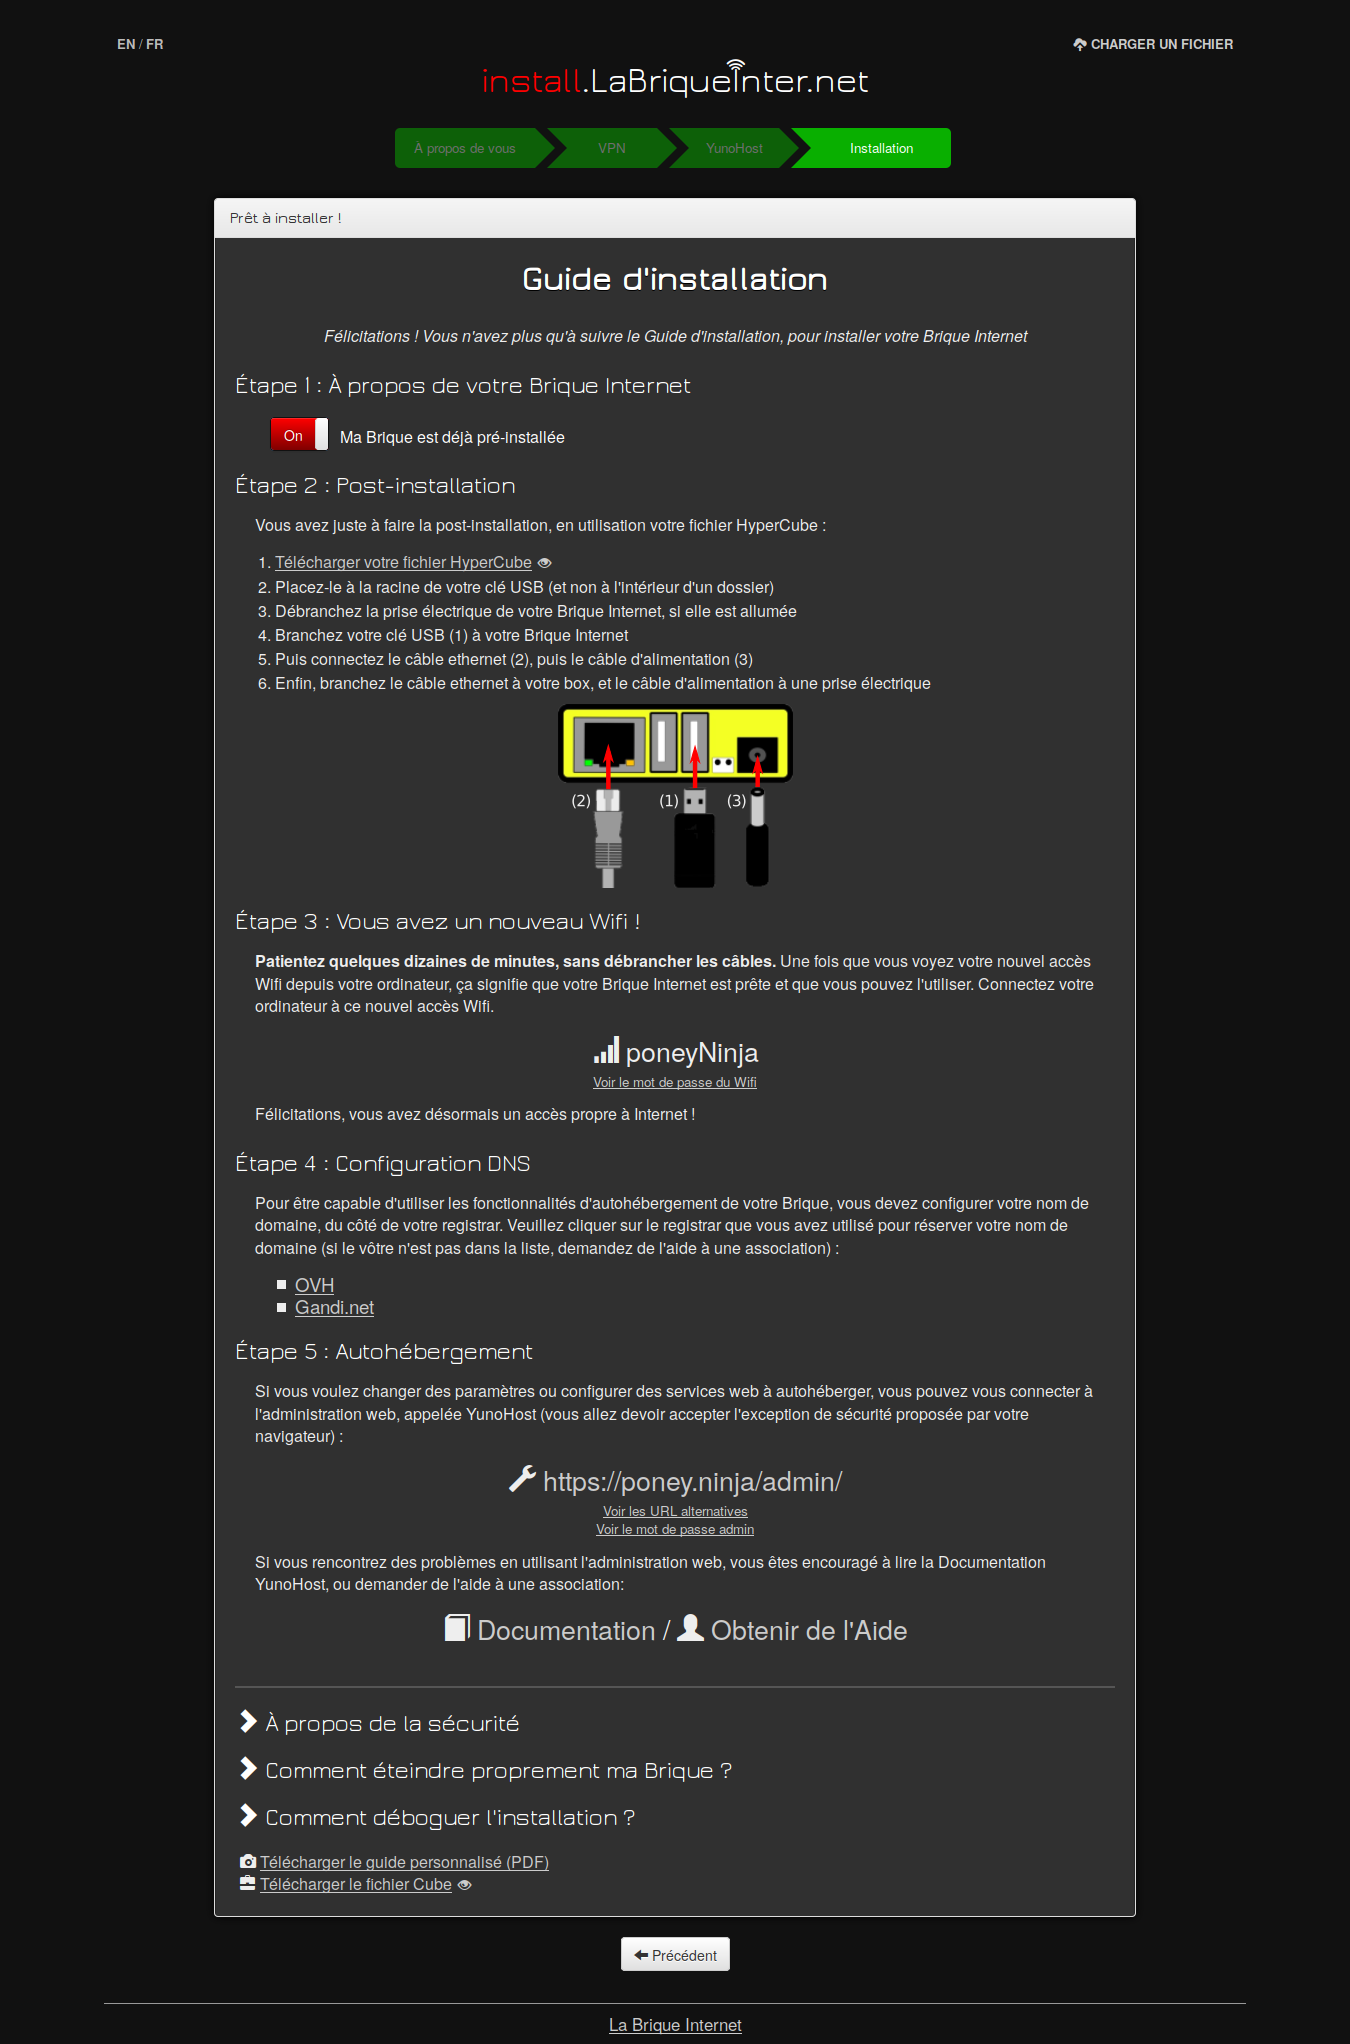 EN / FR
CHARGER UN FICHIER
install.LaBriqueInter.net
À propos de vous
VPN
YunoHost
Installation
Prêt à installer !
Guide d'installation
Félicitations ! Vous n'avez plus qu'à suivre le Guide d'installation, pour installer votre Brique Internet
Étape 1 : À propos de votre Brique Internet
On
Ma Brique est déjà pré-installée
Étape 2 : Post-installation
Vous avez juste à faire la post-installation, en utilisation votre fichier HyperCube :
1. Télécharger votre fichier HyperCube
2. Placez-le à la racine de votre clé USB (et non à l'intérieur d'un dossier)
3. Débranchez la prise électrique de votre Brique Internet, si elle est allumée
4. Branchez votre clé USB (1) à votre Brique Internet
5. Puis connectez le câble ethernet (2), puis le câble d'alimentation (3)
6. Enfin, branchez le câble ethernet à votre box, et le câble d'alimentation à une prise électrique
(2) (1) (3)
Étape 3 : Vous avez un nouveau Wifi !
Patientez quelques dizaines de minutes, sans débrancher les câbles. Une fois que vous voyez votre nouvel accès
Wifi depuis votre ordinateur, ça signifie que votre Brique Internet est prête et que vous pouvez l'utiliser. Connectez votre
ordinateur à ce nouvel accès Wifi.
poneyNinja
Voir le mot de passe du Wifi
Félicitations, vous avez désormais un accès propre à Internet !
Étape 4 : Configuration DNS
Pour être capable d'utiliser les fonctionnalités d'autohébergement de votre Brique, vous devez configurer votre nom de
domaine, du côté de votre registrar. Veuillez cliquer sur le registrar que vous avez utilisé pour réserver votre nom de
domaine (si le vôtre n'est pas dans la liste, demandez de l'aide à une association) :
OVH
Gandi.net
Étape 5 : Autohébergement
Si vous voulez changer des paramètres ou configurer des services web à autohéberger, vous pouvez vous connecter à
l'administration web, appelée YunoHost (vous allez devoir accepter l'exception de sécurité proposée par votre
navigateur) :
https://poney.ninja/admin/
Voir les URL alternatives
Voir le mot de passe admin
Si vous rencontrez des problèmes en utilisant l'administration web, vous êtes encouragé à lire la Documentation
YunoHost, ou demander de l'aide à une association:
Documentation / Obtenir de l'Aide
À propos de la sécurité
Comment éteindre proprement ma Brique ?
Comment déboguer l'installation ?
Télécharger le guide personnalisé (PDF)
Télécharger le fichier Cube
Précédent
La Brique Internet